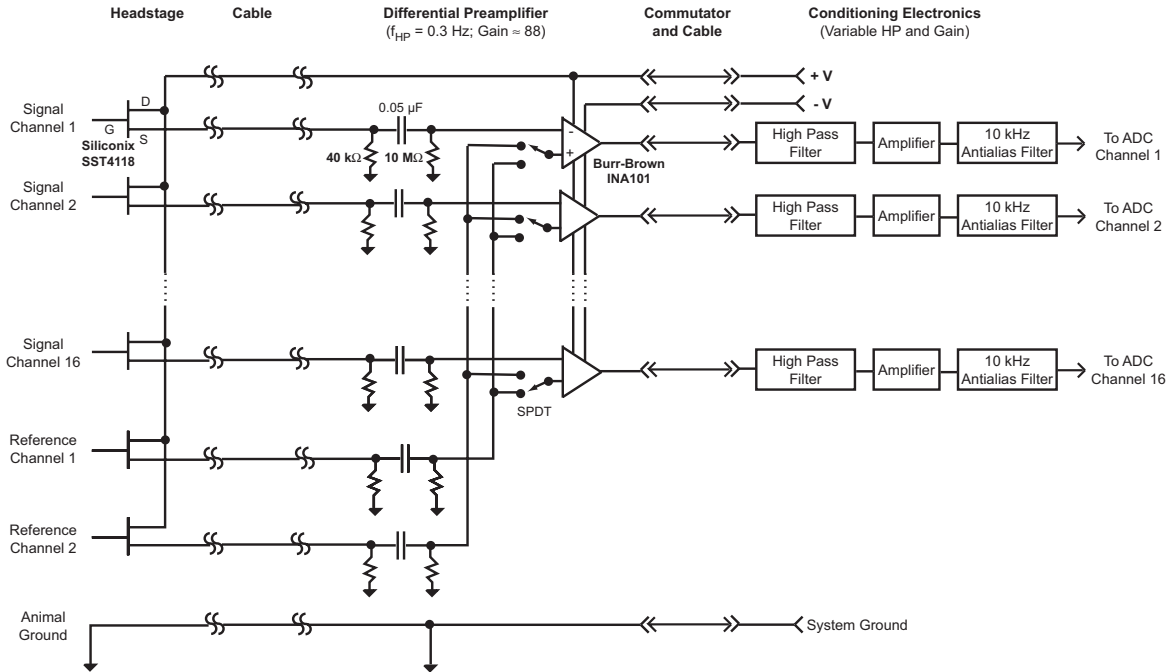 Headstage
Cable
Differential Preamplifier
(fHP = 0.3 Hz; Gain ≈ 88)
Commutator
and Cable
Conditioning Electronics
(Variable HP and Gain)
+ V
- V
Signal
Channel 1
D
G
S
Siliconix
SST4118
0.05 µF
40 kΩ
10 MΩ
-
+
Burr-Brown
INA101
High Pass
Filter
Amplifier
10 kHz
Antialias Filter
To ADC
Channel 1
Signal
Channel 2
High Pass
Filter
Amplifier
10 kHz
Antialias Filter
To ADC
Channel 2
Signal
Channel 16
SPDT
High Pass
Filter
Amplifier
10 kHz
Antialias Filter
To ADC
Channel 16
Reference
Channel 1
Reference
Channel 2
Animal
Ground
System Ground